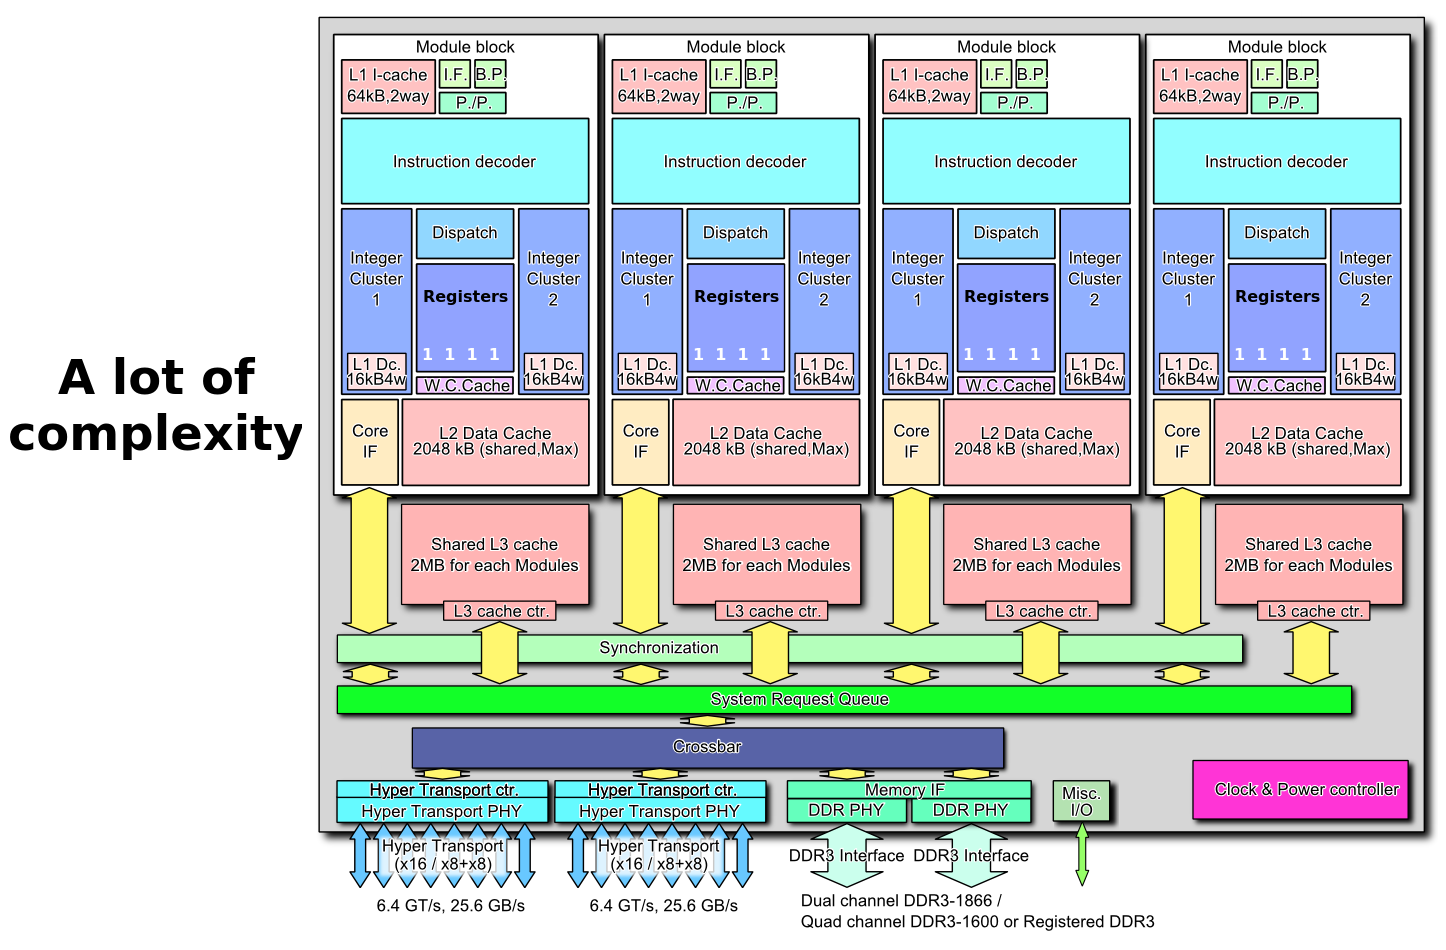 A lot of
complexity
Module block
L1 I-cache
64kB,2way
I.F.
B.P.
P./P.
Instruction decoder
Integer
Cluster
1
Dispatch
Registers
1 1 1 1
Integer
Cluster
2
L1 Dc.
16kB4w
W.C.Cache
L1 Dc.
16kB4w
Core
IF
L2 Data Cache
2048 kB (shared,Max)
Module block
L1 I-cache
64kB,2way
I.F.
B.P.
P./P.
Instruction decoder
Integer
Cluster
1
Dispatch
Registers
1 1 1 1
Integer
Cluster
2
L1 Dc.
16kB4w
W.C.Cache
L1 Dc.
16kB4w
Core
IF
L2 Data Cache
2048 kB (shared,Max)
Module block
L1 I-cache
64kB,2way
I.F.
B.P.
P./P.
Instruction decoder
Integer
Cluster
1
Dispatch
Registers
1 1 1 1
Integer
Cluster
2
L1 Dc.
16kB4w
W.C.Cache
L1 Dc.
16kB4w
Core
IF
L2 Data Cache
2048 kB (shared,Max)
Module block
L1 I-cache
64kB,2way
I.F.
B.P.
P./P.
Instruction decoder
Integer
Cluster
1
Dispatch
Registers
1 1 1 1
Integer
Cluster
2
L1 Dc.
16kB4w
W.C.Cache
L1 Dc.
16kB4w
Core
IF
L2 Data Cache
2048 kB (shared,Max)
Shared L3 cache
2MB for each Modules
L3 cache ctr.
Shared L3 cache
2MB for each Modules
L3 cache ctr.
Shared L3 cache
2MB for each Modules
L3 cache ctr.
Shared L3 cache
2MB for each Modules
L3 cache ctr.
Synchronization
System Request Queue
Crossbar
Hyper Transport ctr.
Hyper Transport PHY
Hyper Transport ctr.
Hyper Transport PHY
Memory IF
DDR PHY
DDR PHY
Misc.
I/O
Clock & Power controller
Hyper Transport
(x16 / x8+x8)
Hyper Transport
(x16 / x8+x8)
DDR3 Interface
DDR3 Interface
6.4 GT/s, 25.6 GB/s
6.4 GT/s, 25.6 GB/s
Dual channel DDR3-1866 /
Quad channel DDR3-1600 or Registered DDR3